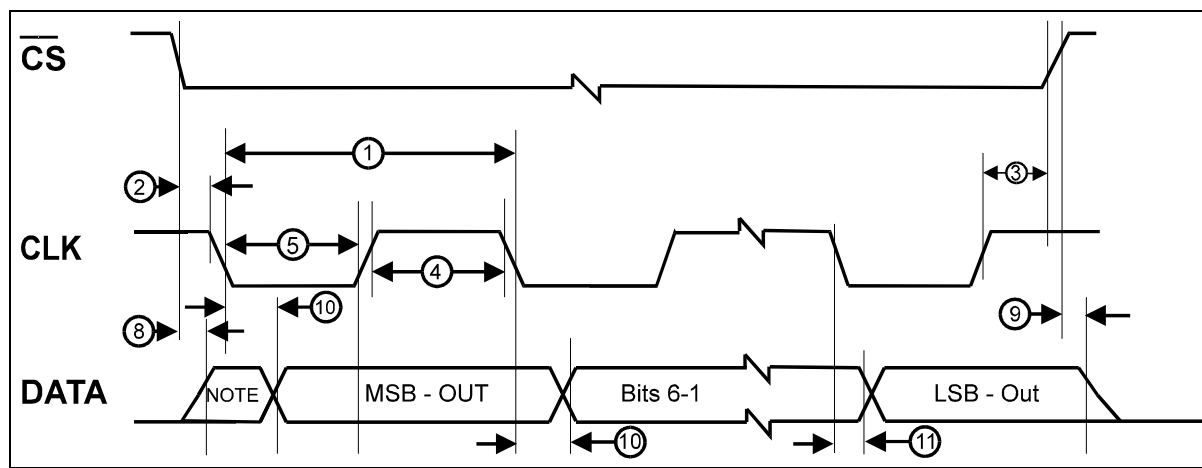 CS
1
2
3
CLK
5
4
10
8
9
DATA
NOTE
MSB - OUT
Bits 6-1
LSB - Out
10
11